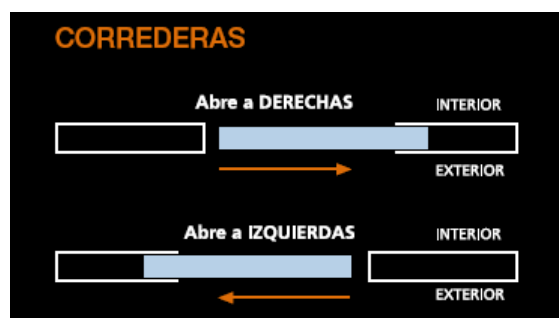 CORREDERAS
Abre a DERECHAS
INTERIOR
EXTERIOR
Abre a IZQUIERDAS
INTERIOR
EXTERIOR